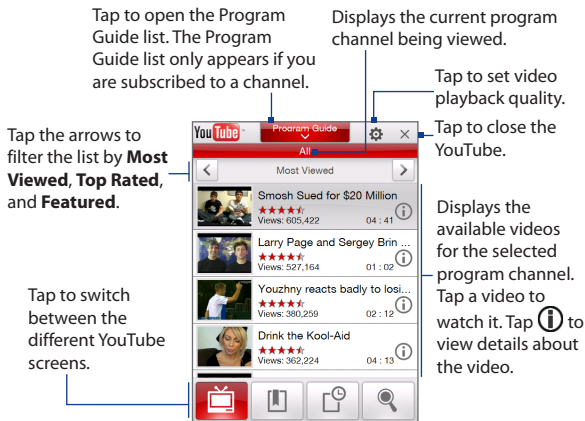 Tap to open the Program
Guide list. The Program
Guide list only appears if you
are subscribed to a channel.
Displays the current program
channel being viewed.
Tap to set video
playback quality.
Tap to close the
YouTube.
Tap the arrows to
filter the list by Most
Viewed, Top Rated,
and Featured.
You Tube
Program Guide
All
Most Viewed
Smosh Sued for $20 Million
Views: 605,422 04 : 41
Larry Page and Sergey Brin ...
Views: 527,164 01 : 02
Youzhny reacts badly to losi...
Views: 380,259 02 : 12
Drink the Kool-Aid
Views: 362,224 04 : 13
Displays the
available videos
for the selected
program channel.
Tap a video to
watch it. Tap i to
view details about
the video.
Tap to switch
between the
different YouTube
screens.